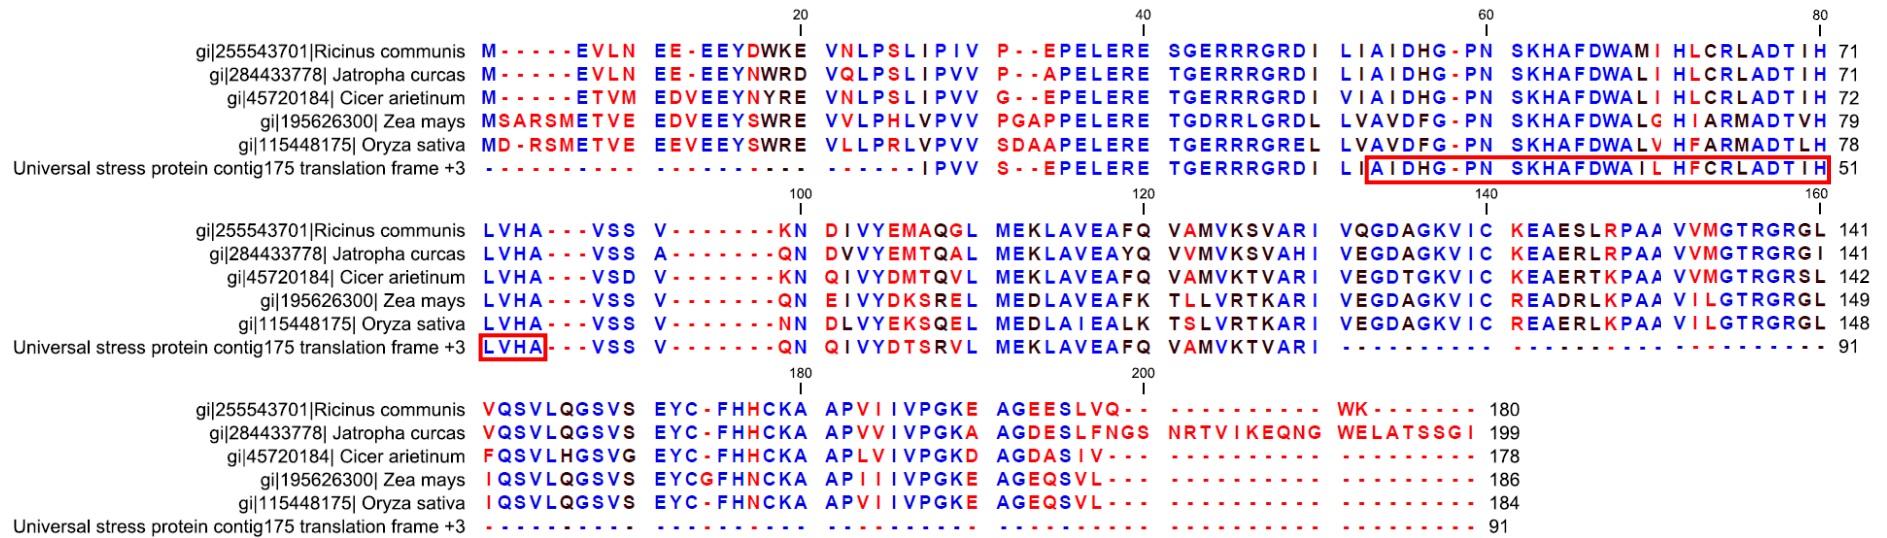 20 40 60 80
gi|255543701|Ricinus communis M-----EVLN EE-EEYDWKE VNLPSLIPIV P--EPELERE SGERRRGRDI LIAIDHG-PN SKHAFDWAMI HLCRLADTIH 71
gi|284433778| Jatropha curcas M-----EVLN EE-EEYNWRD VQLPSLIPVV P--APELERE TGERRRGRDI LIAIDHG-PN SKHAFDWALI HLCRLADTIH 71
gi|45720184| Cicer arietinum M-----ETVM EDVEEYNYRE VNLPSLIPVV G--EPELERE TGERRRGRDI VIAIDHG-PN SKHAFDWALI HLCRLADTIH 72
gi|195626300| Zea mays MSARSMETVE EDVEEYSWRE VVLPHLVPVV PGAPPELERE TGDRRLGRDL LVAVDFG-PN SKHAFDWALG HIARMADTVH 79
gi|115448175| Oryza sativa MD-RSMETVE EEVEEYSWRE VLLPRLVPVV SDAAPELERE TGERRRGREL LVAVDFG-PN SKHAFDWALV HFARMADTLH 78
Universal stress protein contig175 translation frame +3 ---------- ---------- ------IPVV S--EPELERE TGERRRGRDI LIAIDHG-PN SKHAFDWAIL HFCRLADTIH 51
100 120 140 160
gi|255543701|Ricinus communis LVHA---VSS V-------KN DIVYEMAQGL MEKLAVEAFQ VAMVKSVARI VQGDAGKVIC KEAESLRPAA VVMGTRGRGL 141
gi|284433778| Jatropha curcas LVHA---VSS A-------QN DVVYEMTQAL MEKLAVEAYQ VVMVKSVAHI VEGDAGKVIC KEAERLRPAA VVMGTRGRGI 141
gi|45720184| Cicer arietinum LVHA---VSD V-------KN QIVYDMTQVL MEKLAVEAFQ VAMVKTVARI VEGDTGKVIC KEAERTKPAA VVMGTRGRSL 142
gi|195626300| Zea mays LVHA---VSS V-------QN EIVYDKSREL MEDLAVEAFK TLLVRTKARI VEGDAGKVIC READRLKPAA VILGTRGRGL 149
gi|115448175| Oryza sativa LVHA---VSS V-------NN DLVYEKSQEL MEDLAIEALK TSLVRTKARI VEGDAGKVIC REAERLKPAA VILGTRGRGL 148
Universal stress protein contig175 translation frame +3 LVHA---VSS V-------QN QIVYDTSRVL MEKLAVEAFQ VAMVKTVARI ---------- ---------- ---------- 91
180 200
gi|255543701|Ricinus communis VQSVLQGSVS EYC-FHHCKA APVIIVPGKE AGEESLVQ-- ---------- WK------- 180
gi|284433778| Jatropha curcas VQSVLQGSVS EYC-FHHCKA APVVIVPGKA AGDESLFNGS NRTVIKEQNG WELATSSGI 199
gi|45720184| Cicer arietinum FQSVLHGSVG EYC-FHHCKA APLVIVPGKD AGDASIV--- ---------- --------- 178
gi|195626300| Zea mays IQSVLQGSVS EYCGFHNCKA APIIIVPGKE AGEQSVL--- ---------- --------- 186
gi|115448175| Oryza sativa IQSVLQGSVS EYC-FHNCKA APVIIVPGKE AGEQSVL--- ---------- --------- 184
Universal stress protein contig175 translation frame +3 ---------- ---------- ---------- ---------- ---------- --------- 91